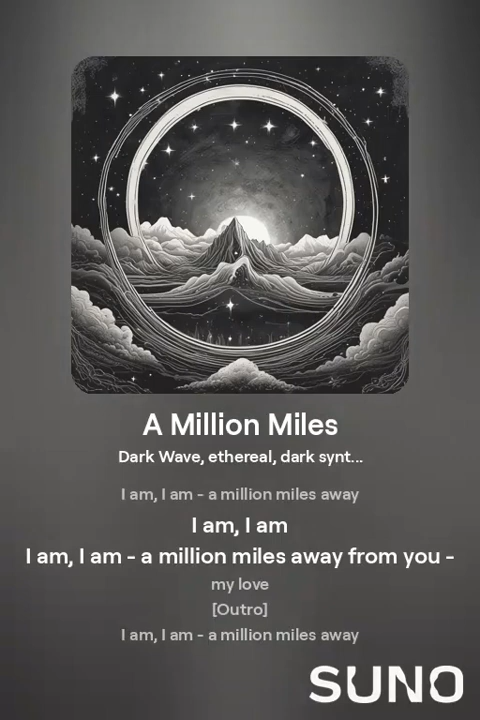 A Million Miles
Dark Wave, ethereal, dark synt...
I am, I am - a million miles away
I am, I am
I am, I am - a million miles away from you -
my love
[Outro]
I am, I am - a million miles away
SUNO